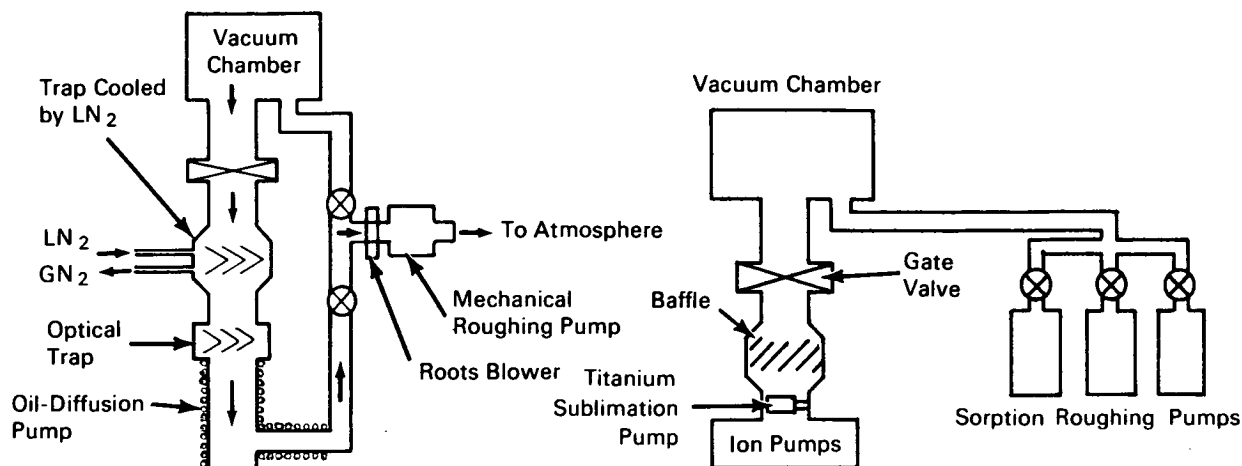 Vacuum
Chamber
Trap Cooled
by LN2
LN2
GN2
Optical
Trap
Oil-Diffusion
Pump
To Atmosphere
Mechanical
Roughing Pump
Roots Blower
Vacuum Chamber
Gate
Valve
Baffle
Titanium
Sublimation
Pump
Ion Pumps
Sorption Roughing Pumps